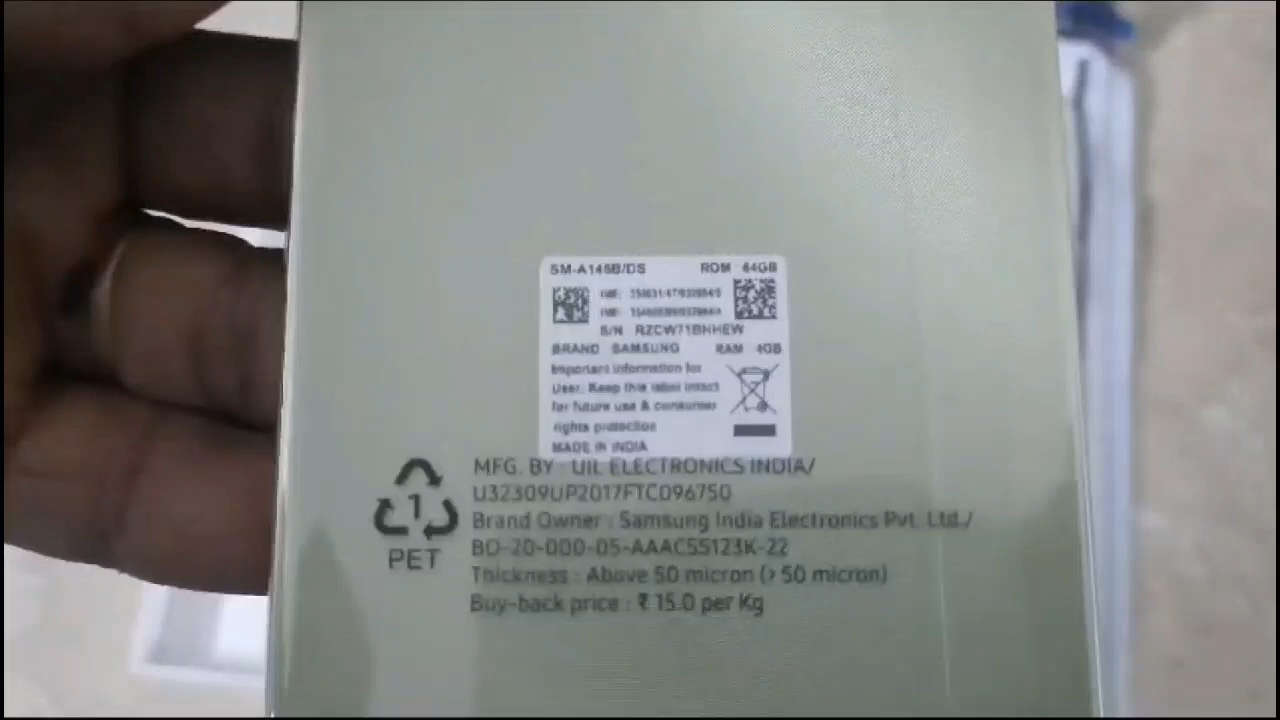 SM-A146B/DS ROM 64GB
IMEI:
IMEI:
S/N RZCW71BHHEW
BRAND SAMSUNG RAM 4GB
Important information for
User. Keep this label intact
for future use & consumer
rights protection
MADE IN INDIA
1
PET
MFG. BY : UIL ELECTRONICS INDIA/
U32309UP2017FTC096750
Brand Owner : Samsung India Electronics Pvt. Ltd./
BO-20-000-05-AAACS5123K-22
Thickness : Above 50 micron (> 50 micron)
Buy-back price : ₹ 15.0 per Kg